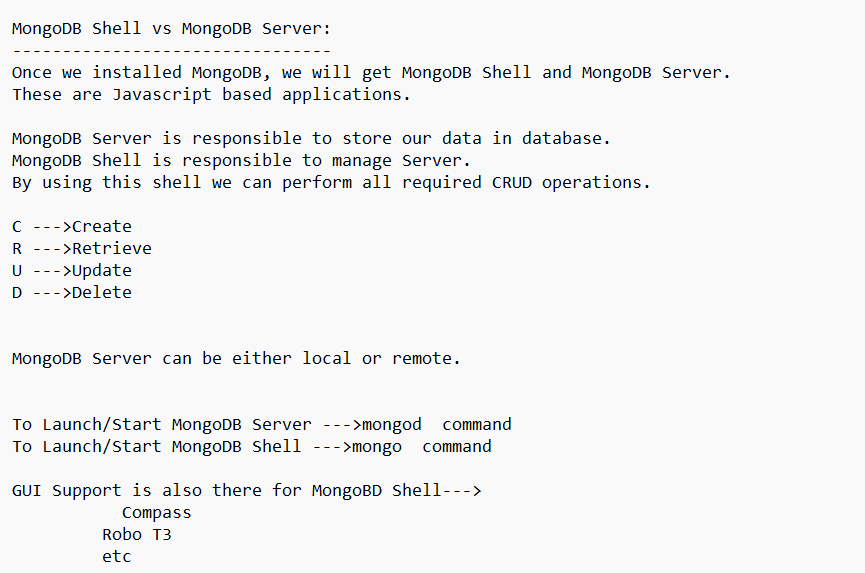 MongoDB Shell vs MongoDB Server:
--------------------------------
Once we installed MongoDB, we will get MongoDB Shell and MongoDB Server.
These are Javascript based applications.
MongoDB Server is responsible to store our data in database.
MongoDB Shell is responsible to manage Server.
By using this shell we can perform all required CRUD operations.
C --->Create
R --->Retrieve
U --->Update
D --->Delete
MongoDB Server can be either local or remote.
To Launch/Start MongoDB Server --->mongod  command
To Launch/Start MongoDB Shell --->mongo  command
GUI Support is also there for MongoBD Shell--->
Compass
Robo T3
etc